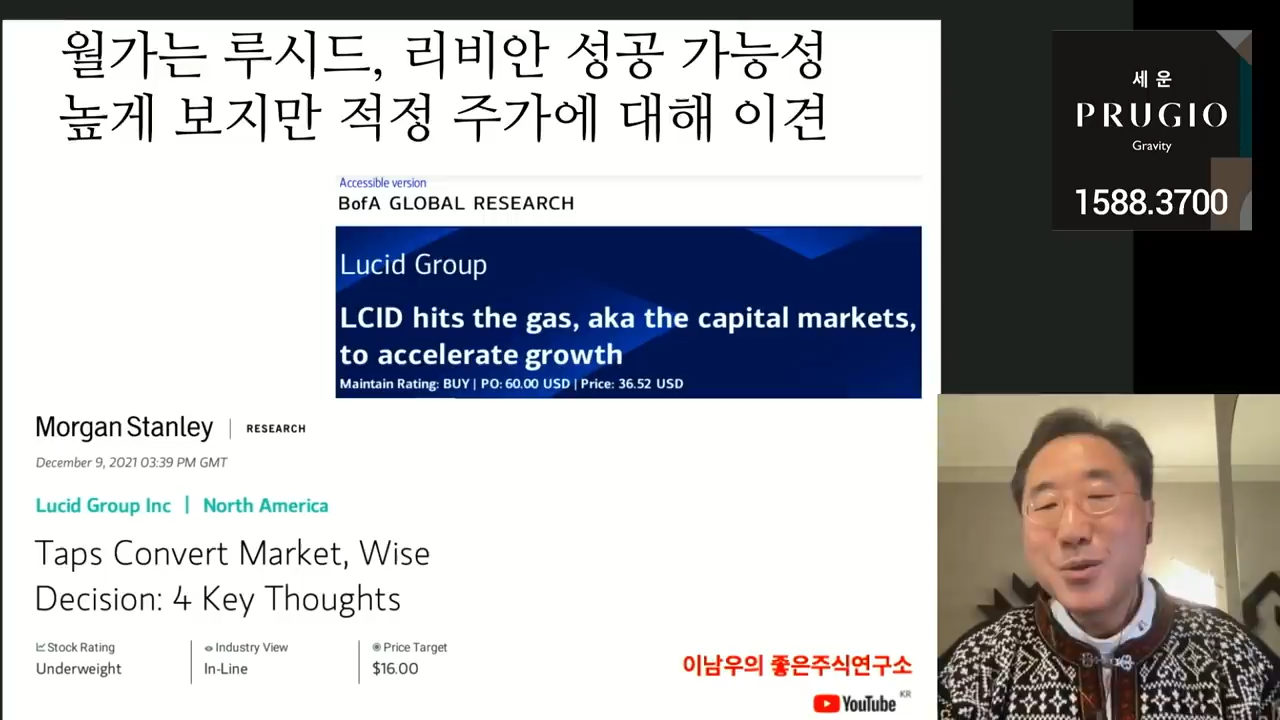 월가는 루시드, 리비안 성공 가능성
높게 보지만 적정 주가에 대해 이견
세운
PRUGIO
Gravity
1588.3700
Accessible version
BofA GLOBAL RESEARCH
Lucid Group
LCID hits the gas, aka the capital markets,
to accelerate growth
Maintain Rating: BUY | PO: 60.00 USD | Price: 36.52 USD
Morgan Stanley | RESEARCH
December 9, 2021 03:39 PM GMT
Lucid Group Inc | North America
Taps Convert Market, Wise
Decision: 4 Key Thoughts
Stock Rating
Underweight
Industry View
In-Line
Price Target
$16.00
이남우의 좋은주식연구소
YouTube KR